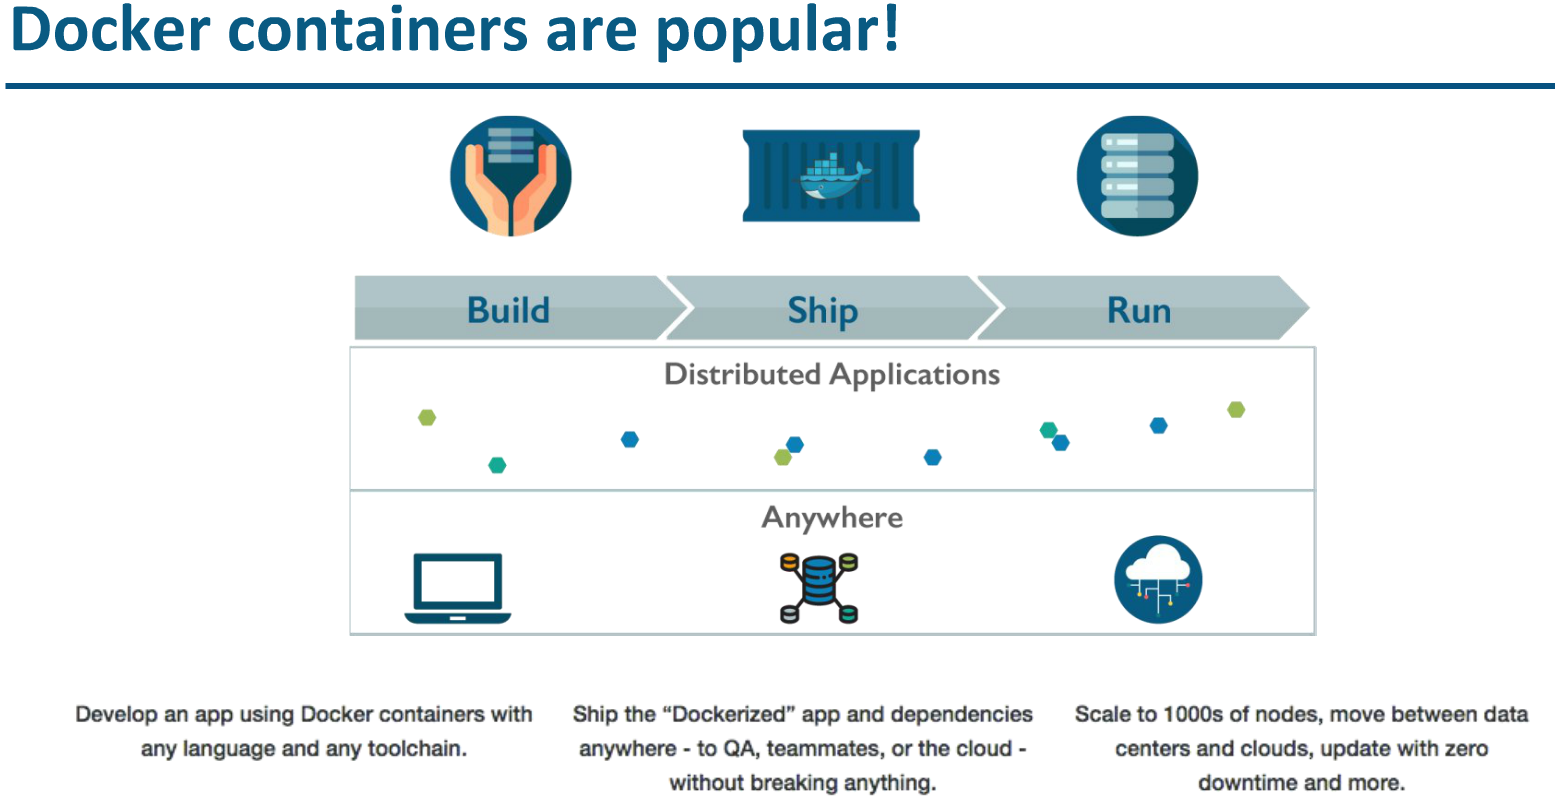 Docker containers are popular!
Build
Ship
Run
Distributed Applications
Anywhere
Develop an app using Docker containers with
any language and any toolchain.
Ship the “Dockerized” app and dependencies
anywhere - to QA, teammates, or the cloud -
without breaking anything.
Scale to 1000s of nodes, move between data
centers and clouds, update with zero
downtime and more.